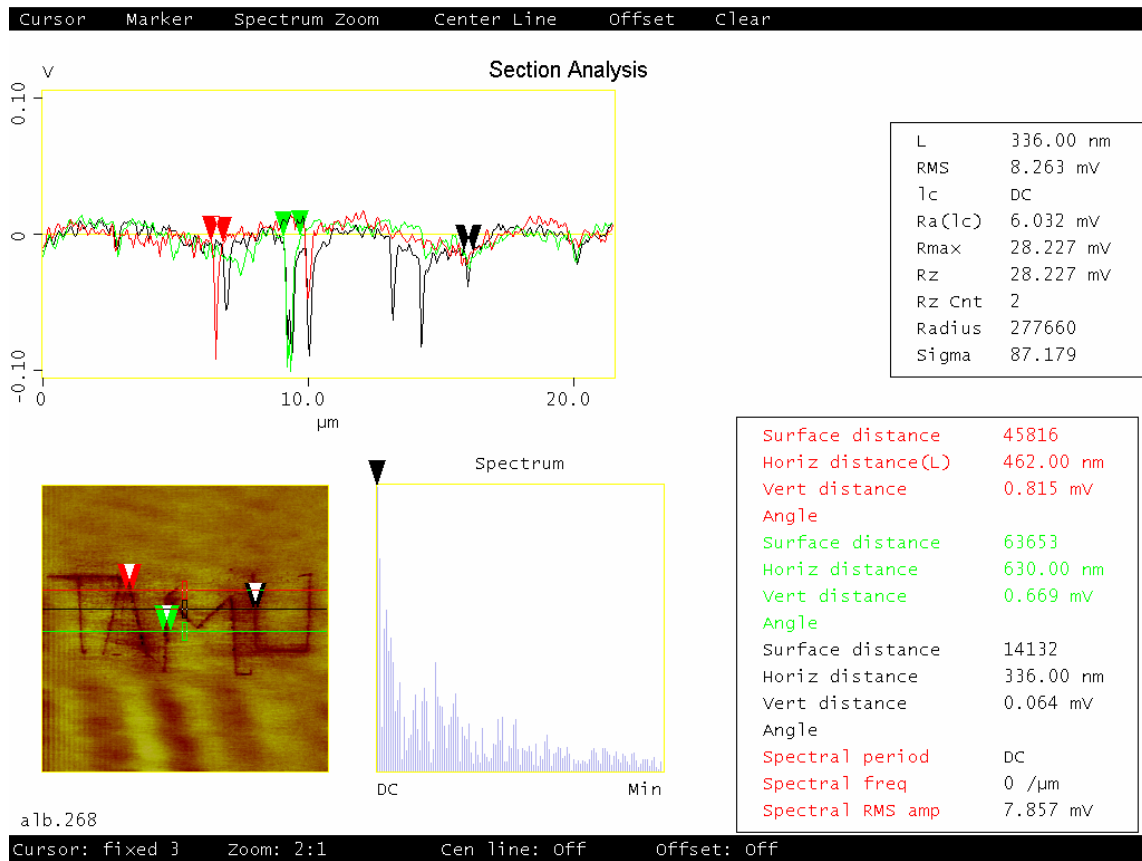 Cursor Marker Spectrum Zoom Center Line Offset Clear
V
Section Analysis
0.10
0
-0.10
0 10.0 20.0
µm
L 336.00 nm
RMS 8.263 mV
lc DC
Ra(lc) 6.032 mV
Rmax 28.227 mV
Rz 28.227 mV
Rz Cnt 2
Radius 277660
Sigma 87.179
Surface distance 45816
Horiz distance(L) 462.00 nm
Vert distance 0.815 mV
Angle
Surface distance 63653
Horiz distance 630.00 nm
Vert distance 0.669 mV
Angle
Surface distance 14132
Horiz distance 336.00 nm
Vert distance 0.064 mV
Angle
Spectral period DC
Spectral freq 0 /µm
Spectral RMS amp 7.857 mV
Spectrum
TAMU
DC Min
alb.268
Cursor: fixed 3 Zoom: 2:1 Cen line: Off Offset: Off